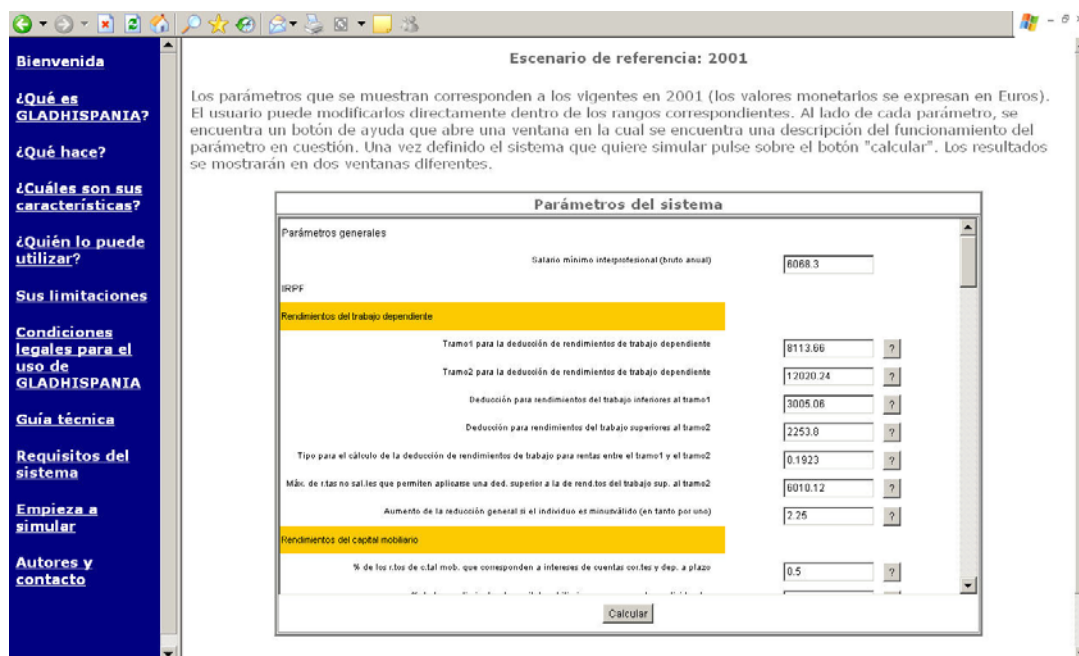 Bienvenida
¿Qué es
GLADHISPANIA?
¿Qué hace?
¿Cuáles son sus
características?
¿Quién lo puede
utilizar?
Sus limitaciones
Condiciones
legales para el
uso de
GLADHISPANIA
Guía técnica
Requisitos del
sistema
Empieza a
simular
Autores y
contacto
Escenario de referencia: 2001
Los parámetros que se muestran corresponden a los vigentes en 2001 (los valores monetarios se expresan en Euros).
El usuario puede modificarlos directamente dentro de los rangos correspondientes. Al lado de cada parámetro, se
encuentra un botón de ayuda que abre una ventana en la cual se encuentra una descripción del funcionamiento del
parámetro en cuestión. Una vez definido el sistema que quiere simular pulse sobre el botón "calcular". Los resultados
se mostrarán en dos ventanas diferentes.
Parámetros del sistema
Parámetros generales
Salario mínimo interprofesional (bruto anual) 6068.3
IRPF
Rendimientos del trabajo dependiente
Tramo1 para la deducción de rendimientos de trabajo dependiente 8113.66 ?
Tramo2 para la deducción de rendimientos de trabajo dependiente 12020.24 ?
Deducción para rendimientos del trabajo inferiores al tramo1 3005.06 ?
Deducción para rendimientos del trabajo superiores al tramo2 2253.8 ?
Tipo para el cálculo de la deducción de rendimientos de trabajo para rentas entre el tramo1 y el tramo2 0.1923 ?
Máx. de r.tas no sal.les que permiten aplicarse una ded. superior a la de rend.tos del trabajo sup. al tramo2 6010.12 ?
Aumento de la reducción general si el individuo es minusválido (en tanto por uno) 2.25 ?
Rendimientos del capital mobiliario
% de los r.tos de c.tal mob. que corresponden a intereses de cuentas cor.tes y dep. a plazo 0.5 ?
Calcular